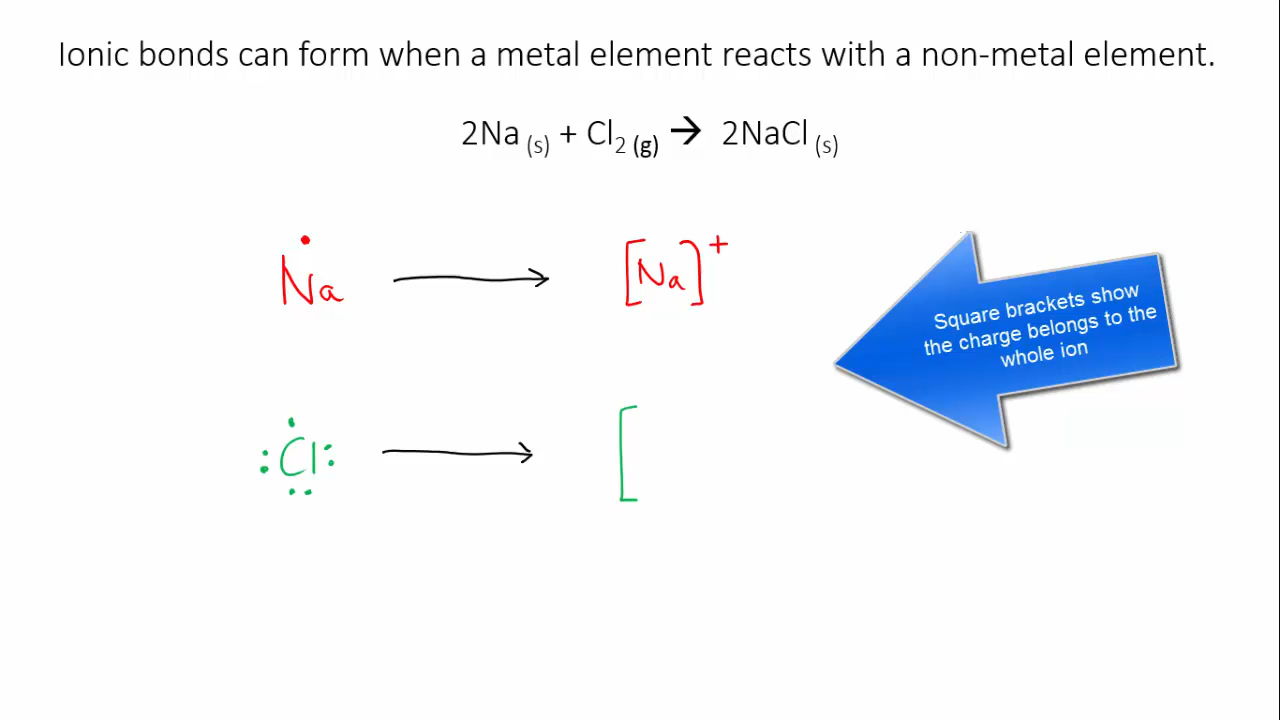 Ionic bonds can form when a metal element reacts with a non-metal element.
2Na (s) + Cl2 (g) → 2NaCl (s)
Na → [Na]+
Square brackets show
the charge belongs to the
whole ion
:Cl: → [